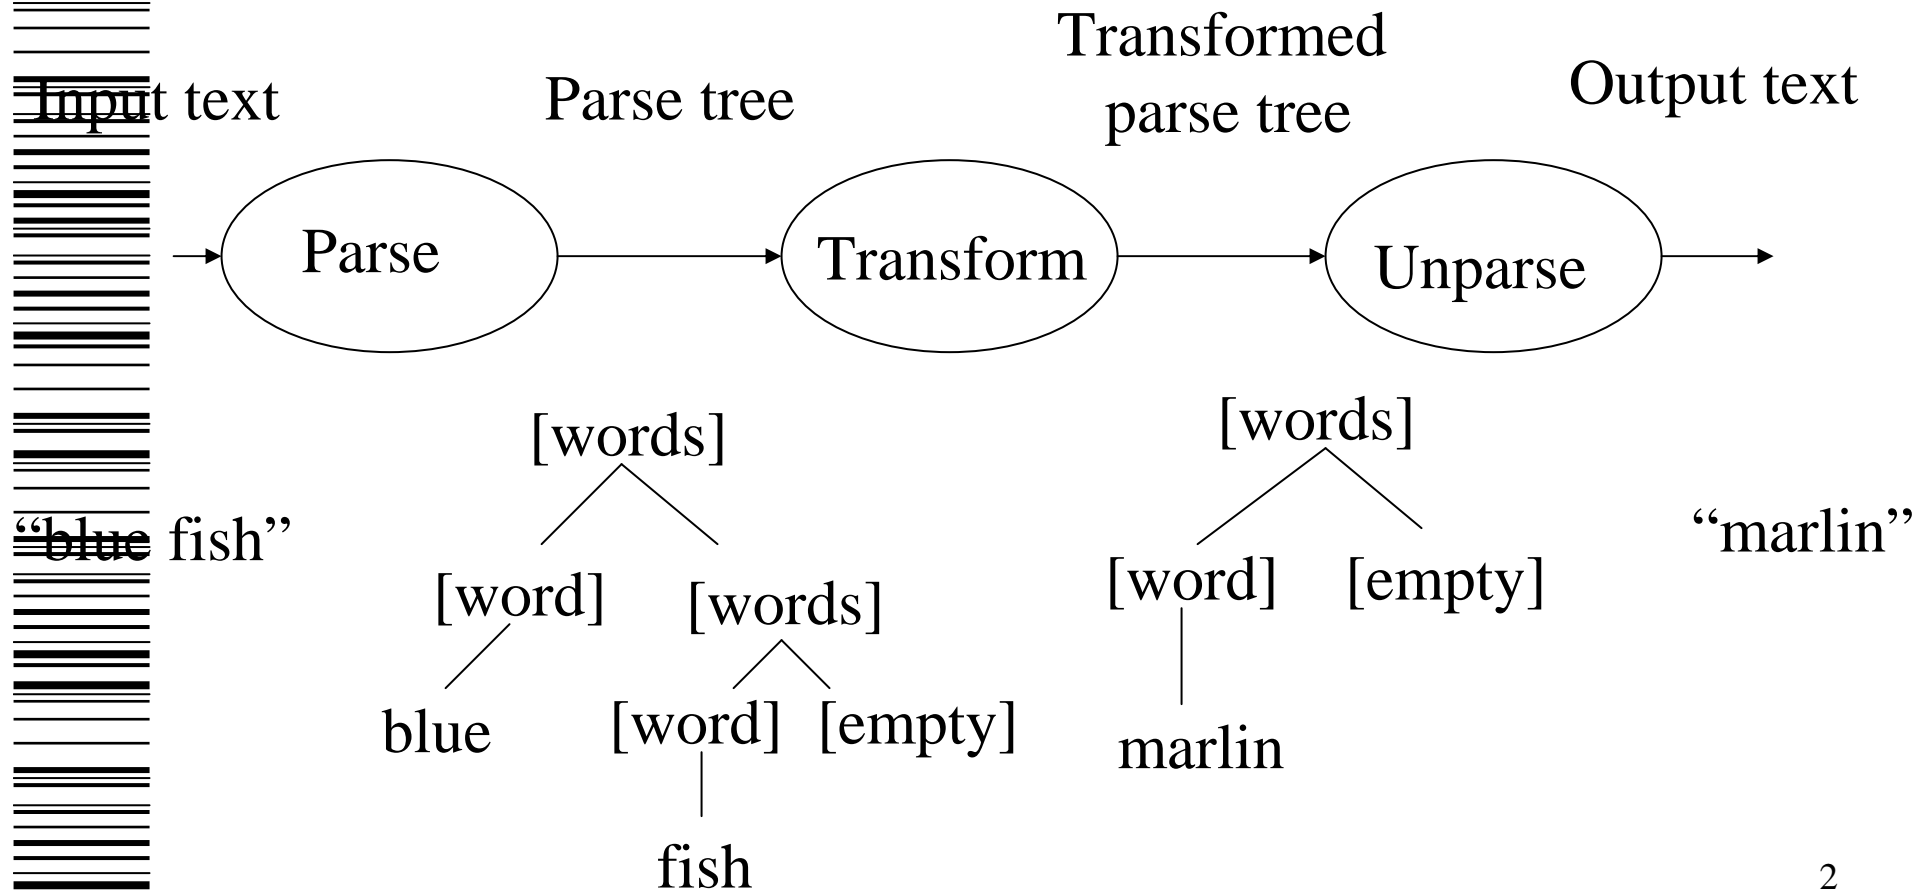 Input text
Parse tree
Transformed
parse tree
Output text
Parse
Transform
Unparse
“blue fish”
[words]
[word]
[words]
blue
[word]
[empty]
fish
[words]
[word]
[empty]
marlin
“marlin”
2